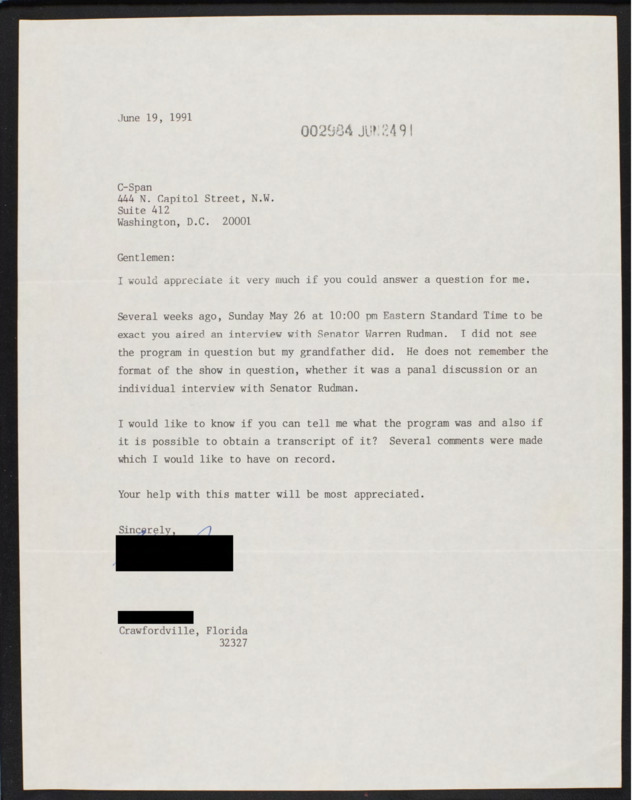 June 19, 1991
002984 JUN 24 91
C-Span
444 N. Capitol Street, N.W.
Suite 412
Washington, D.C. 20001
Gentlemen:
I would appreciate it very much if you could answer a question for me.
Several weeks ago, Sunday May 26 at 10:00 pm Eastern Standard Time to be
exact you aired an interview with Senator Warren Rudman. I did not see
the program in question but my grandfather did. He does not remember the
format of the show in question, whether it was a panal discussion or an
individual interview with Senator Rudman.
I would like to know if you can tell me what the program was and also if
it is possible to obtain a transcript of it? Several comments were made
which I would like to have on record.
Your help with this matter will be most appreciated.
Sincerely,
Crawfordville, Florida
32327